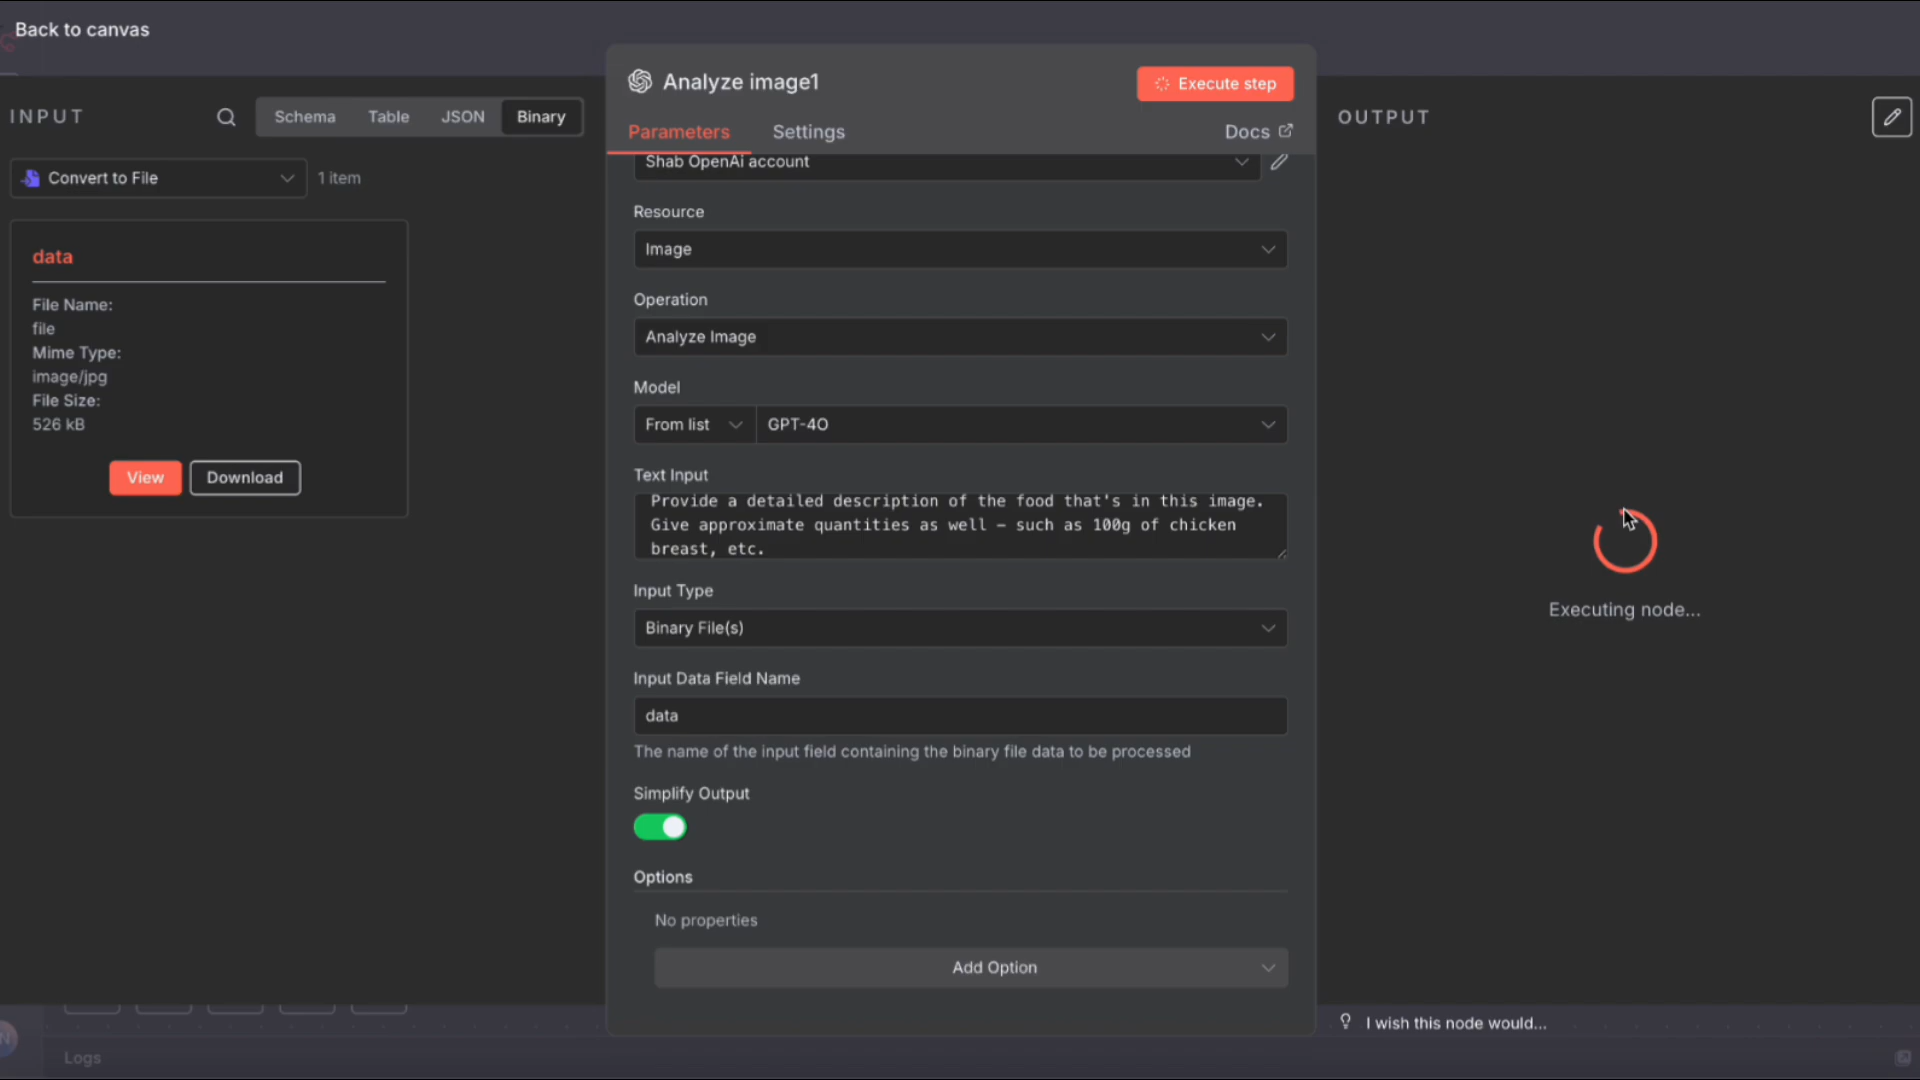 Back to canvas
Analyze image1
Execute step
INPUT
Schema
Table
JSON
Binary
Parameters
Settings
Docs
OUTPUT
Convert to File
1 item
Shab OpenAi account
data
File Name:
file
Mime Type:
image/jpg
File Size:
526 kB
View
Download
Resource
Image
Operation
Analyze Image
Model
From list
GPT-4O
Text Input
Provide a detailed description of the food that's in this image.
Give approximate quantities as well – such as 100g of chicken
breast, etc.
Input Type
Binary File(s)
Input Data Field Name
data
The name of the input field containing the binary file data to be processed
Simplify Output
Options
No properties
Add Option
Executing node...
I wish this node would...
N
Logs